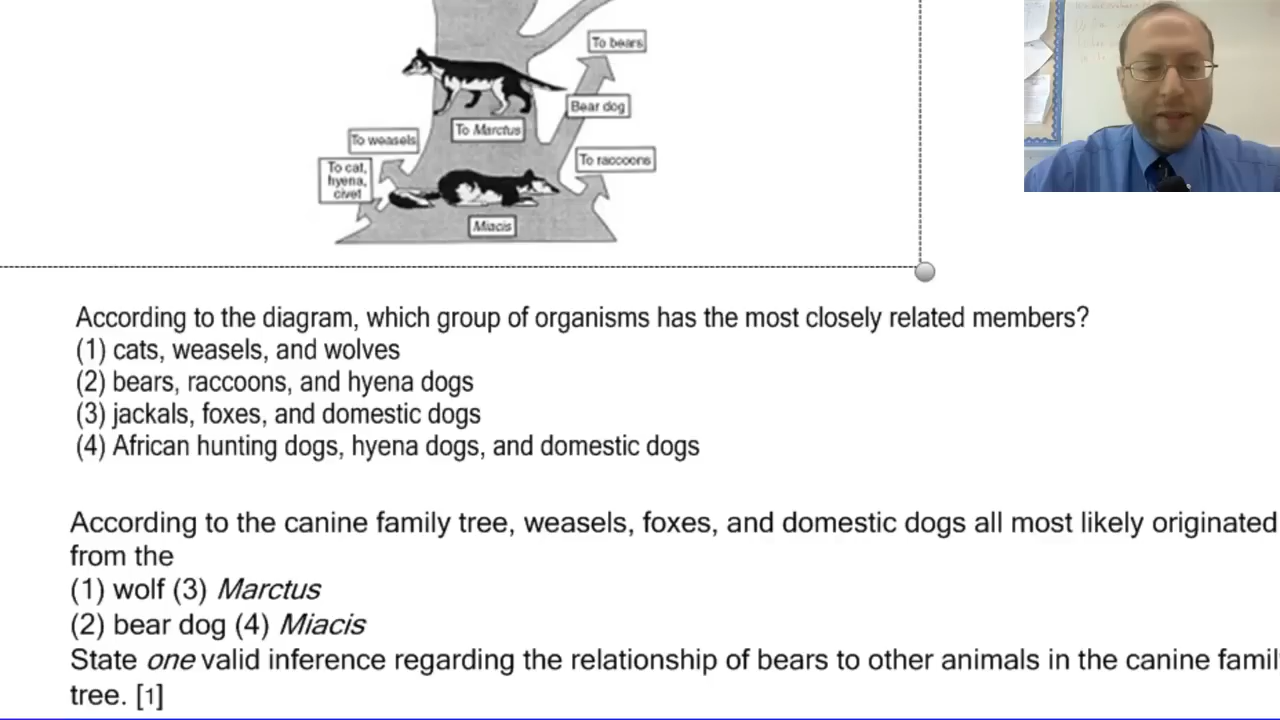 To bears
Bear dog
To Marctus
To weasels
To raccoons
To cat,
hyena,
civet
Miacis
According to the diagram, which group of organisms has the most closely related members?
(1) cats, weasels, and wolves
(2) bears, raccoons, and hyena dogs
(3) jackals, foxes, and domestic dogs
(4) African hunting dogs, hyena dogs, and domestic dogs
According to the canine family tree, weasels, foxes, and domestic dogs all most likely originated
from the
(1) wolf (3) Marctus
(2) bear dog (4) Miacis
State one valid inference regarding the relationship of bears to other animals in the canine famil
tree. [1]